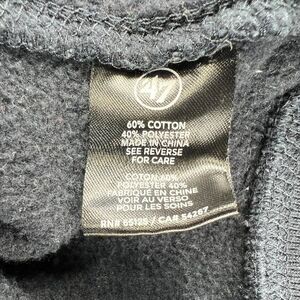 '47
60% COTTON
40% POLYESTER
MADE IN CHINA
SEE REVERSE
FOR CARE
COTON 60%
POLYESTER 40%
FABRIQUÉ EN CHINE
VOIR AU VERSO
POUR LES SOINS
RN# 65125 / CA# 54267